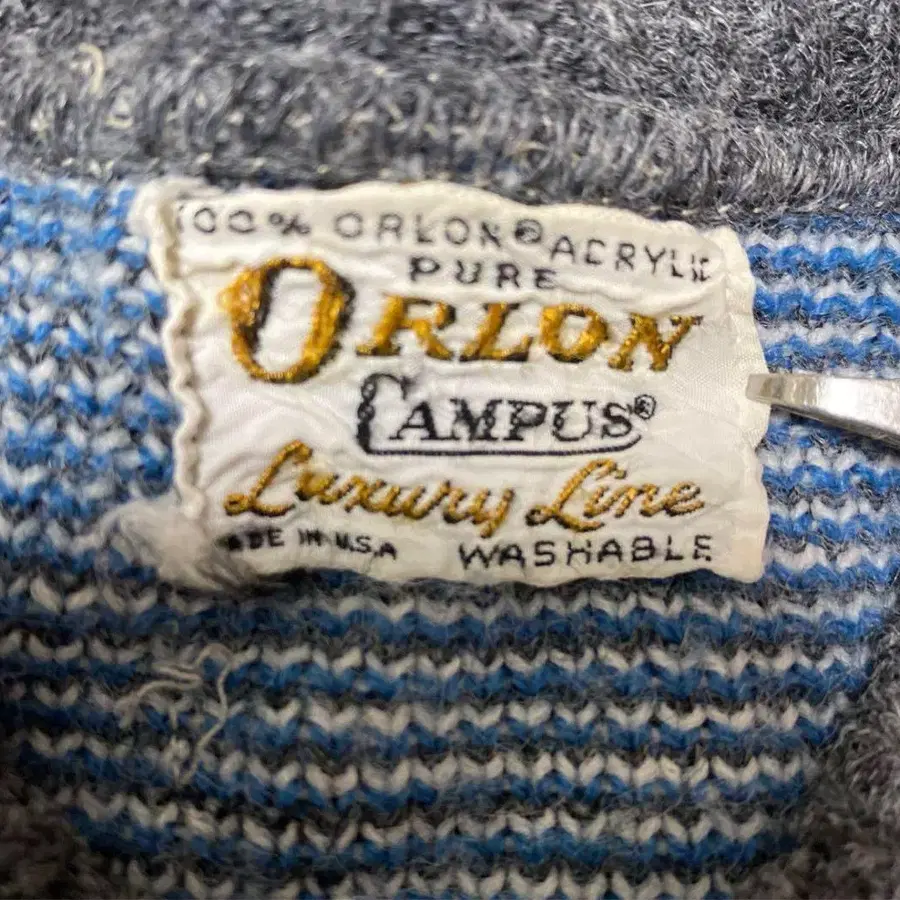 100% ORLON® ACRYLIC
PURE
ORLON
CAMPUS®
Luxury Line
MADE IN U.S.A WASHABLE